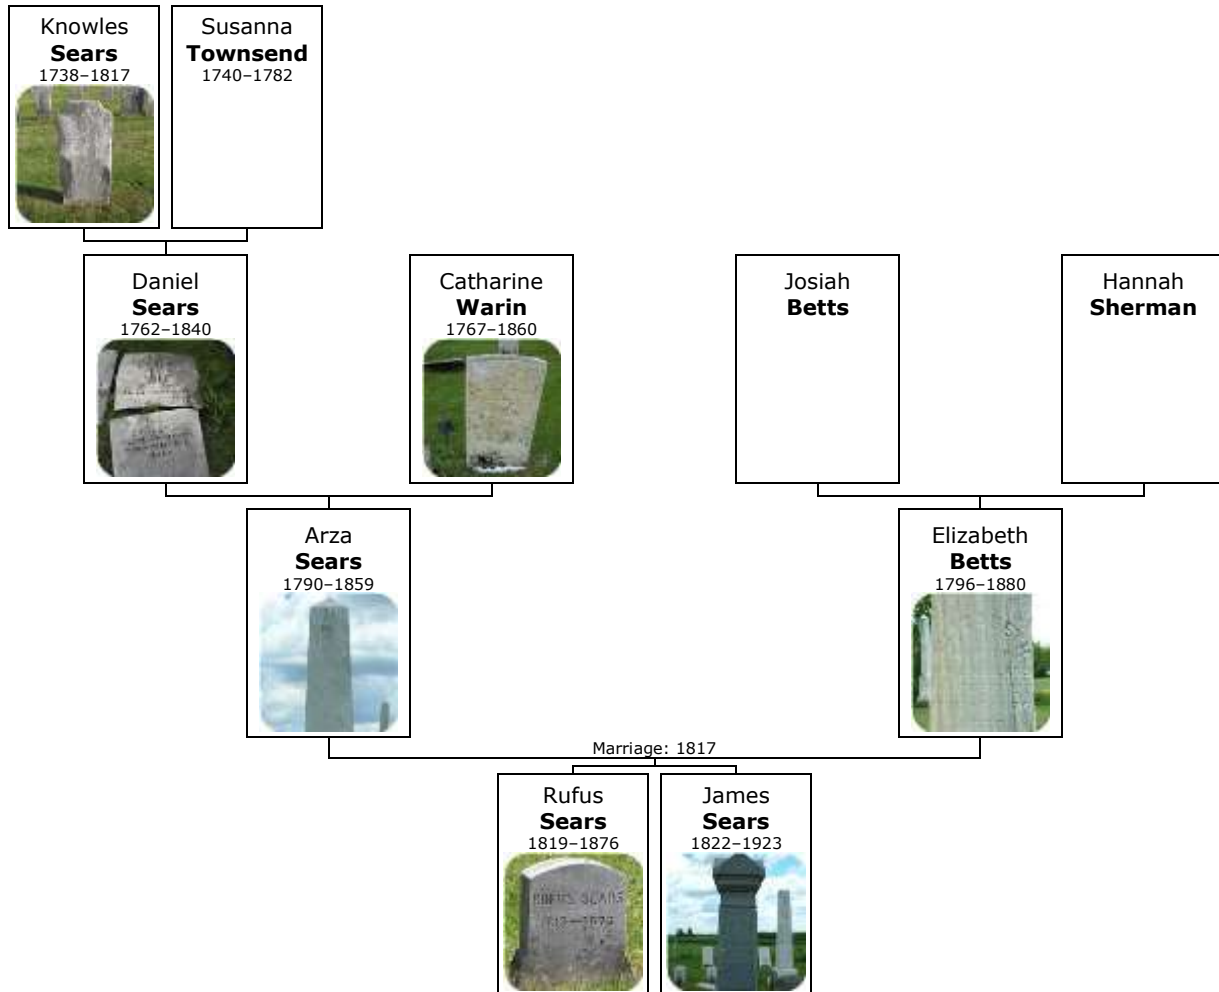 Knowles
Sears
1738–1817
Susanna
Townsend
1740–1782
Daniel
Sears
1762–1840
Catharine
Warin
1767–1860
Josiah
Betts
Hannah
Sherman
Arza
Sears
1790–1859
Elizabeth
Betts
1796–1880
Marriage: 1817
Rufus
Sears
1819–1876
RUFUS SEARS
James
Sears
1822–1923